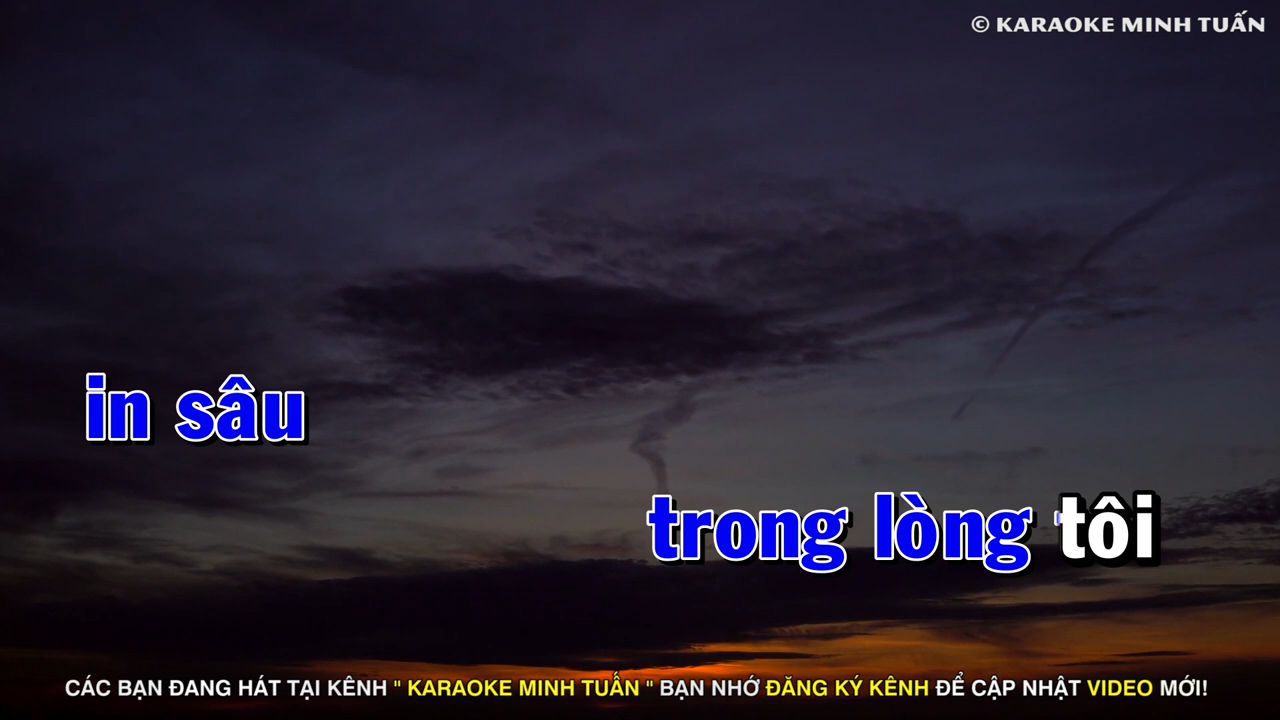 © KARAOKE MINH TUẤN
in sâu
trong lòng tôi
CÁC BẠN ĐANG HÁT TẠI KÊNH " KARAOKE MINH TUẤN " BẠN NHỚ ĐĂNG KÝ KÊNH ĐỂ CẬP NHẬT VIDEO MỚI!